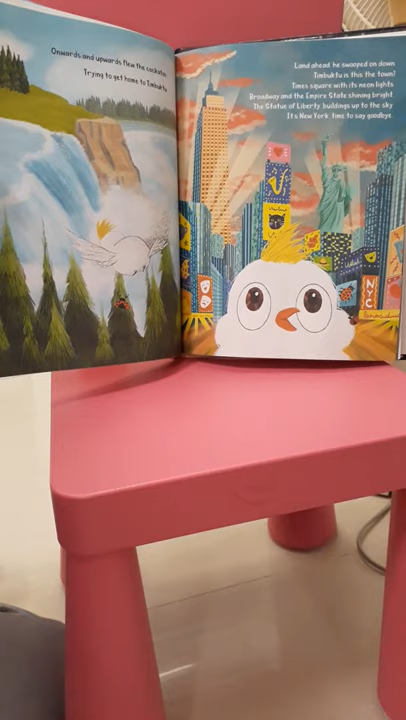 Onwards and upwards flew the cockatoo
Trying to get home to Timbuktu
Land ahead he swooped on down
Timbuktu is this the town?
Times square with its neon lights
Broadway and the Empire State shining bright
The Statue of Liberty buildings up to the sky
It's New York time to say goodbye.
NYC